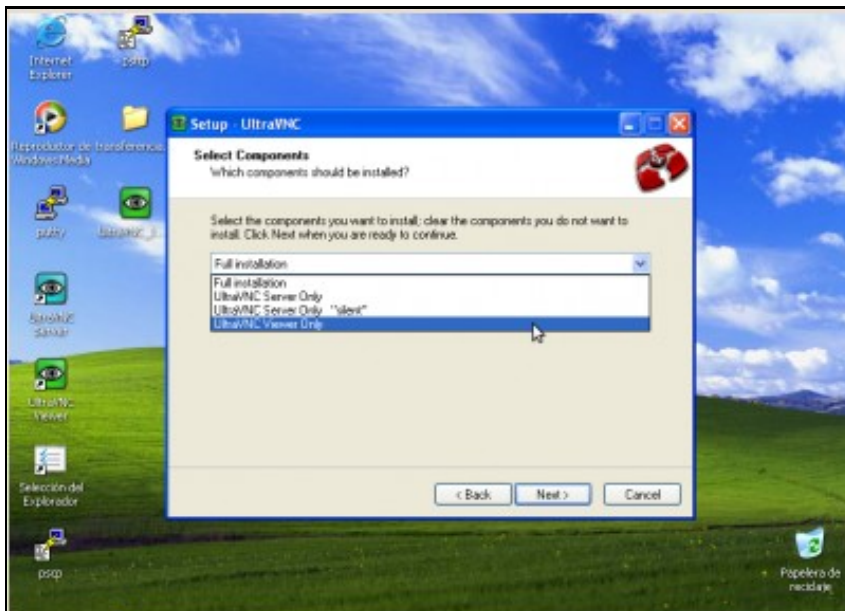 Internet
Explorer
psftp
Reproductor de
Windows Media
transferencia
putty
UltraVNC
Server
UltraVNC
Viewer
Selección del
Explorador
pscp
Setup - UltraVNC
Select Components
Which components should be installed?
Select the components you want to install; clear the components you do not want to
install. Click Next when you are ready to continue.
Full installation
Full installation
UltraVNC Server Only
UltraVNC Server Only "silent"
UltraVNC Viewer Only
< Back
Next >
Cancel
Papelera de
reciclaje